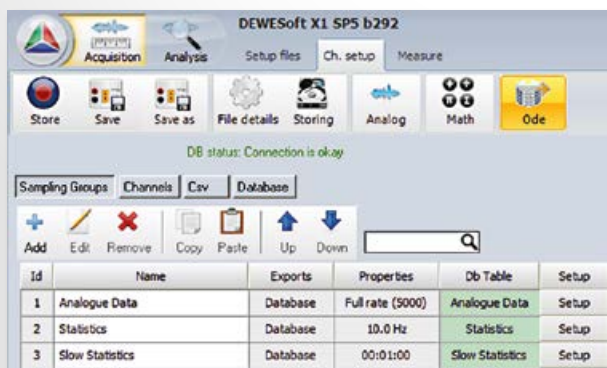 DEWESoft X1 SP5 b292
Acquisition Analysis Setup files Ch. setup Measure
Store Save Save as File details Storing Analog Math Ode
DB status: Connection is okay
Sampling Groups Channels Csv Database
Add Edit Remove Copy Paste Up Down
Id Name Exports Properties Db Table Setup
1 Analogue Data Database Full rate (5000) Analogue Data Setup
2 Statistics Database 10.0 Hz Statistics Setup
3 Slow Statistics Database 00:01:00 Slow Statistics Setup